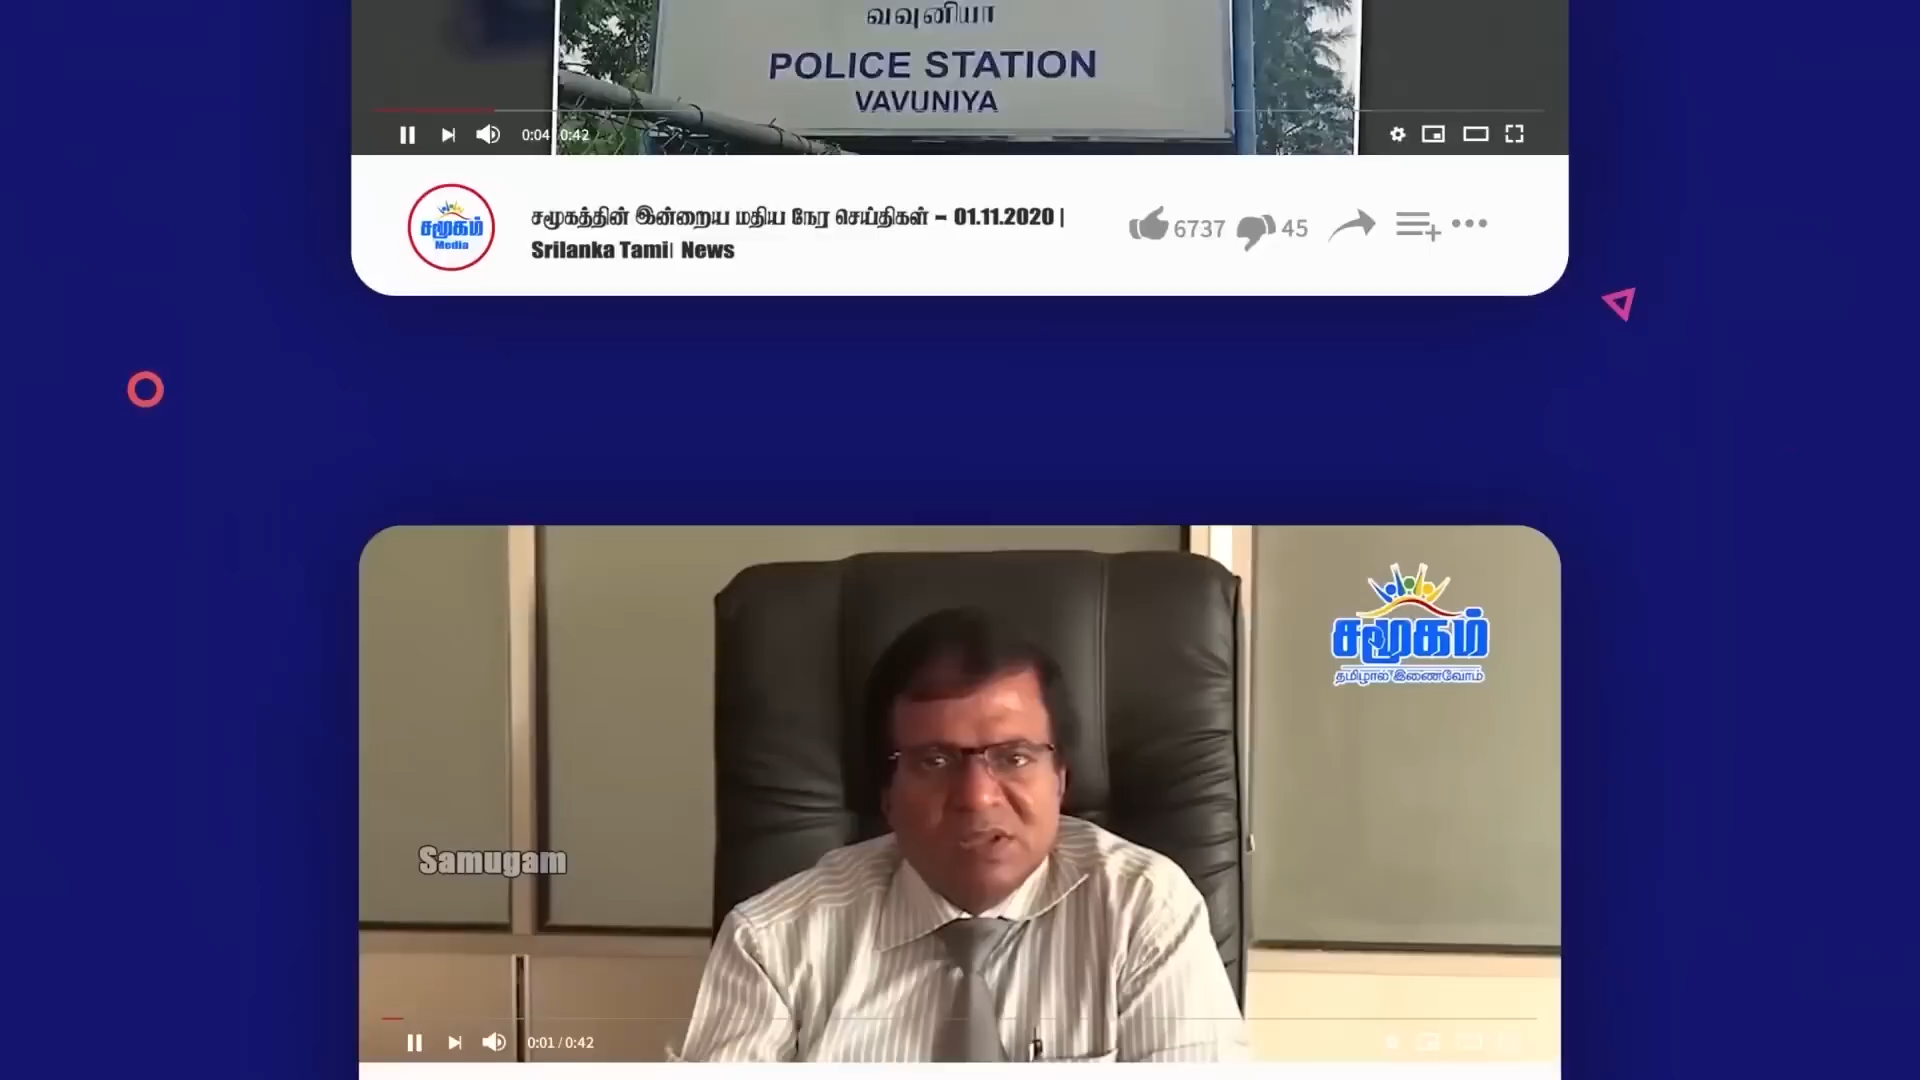 வவுனியா
POLICE STATION
VAVUNIYA
0:04 / 0:42
சமூகம்
Media
சமூகத்தின் இன்றைய மதிய நேர செய்திகள் – 01.11.2020 |
Srilanka Tamil News
6737
45
சமூகம்
தமிழால் இணைவோம்
Samugam
0:01 / 0:42